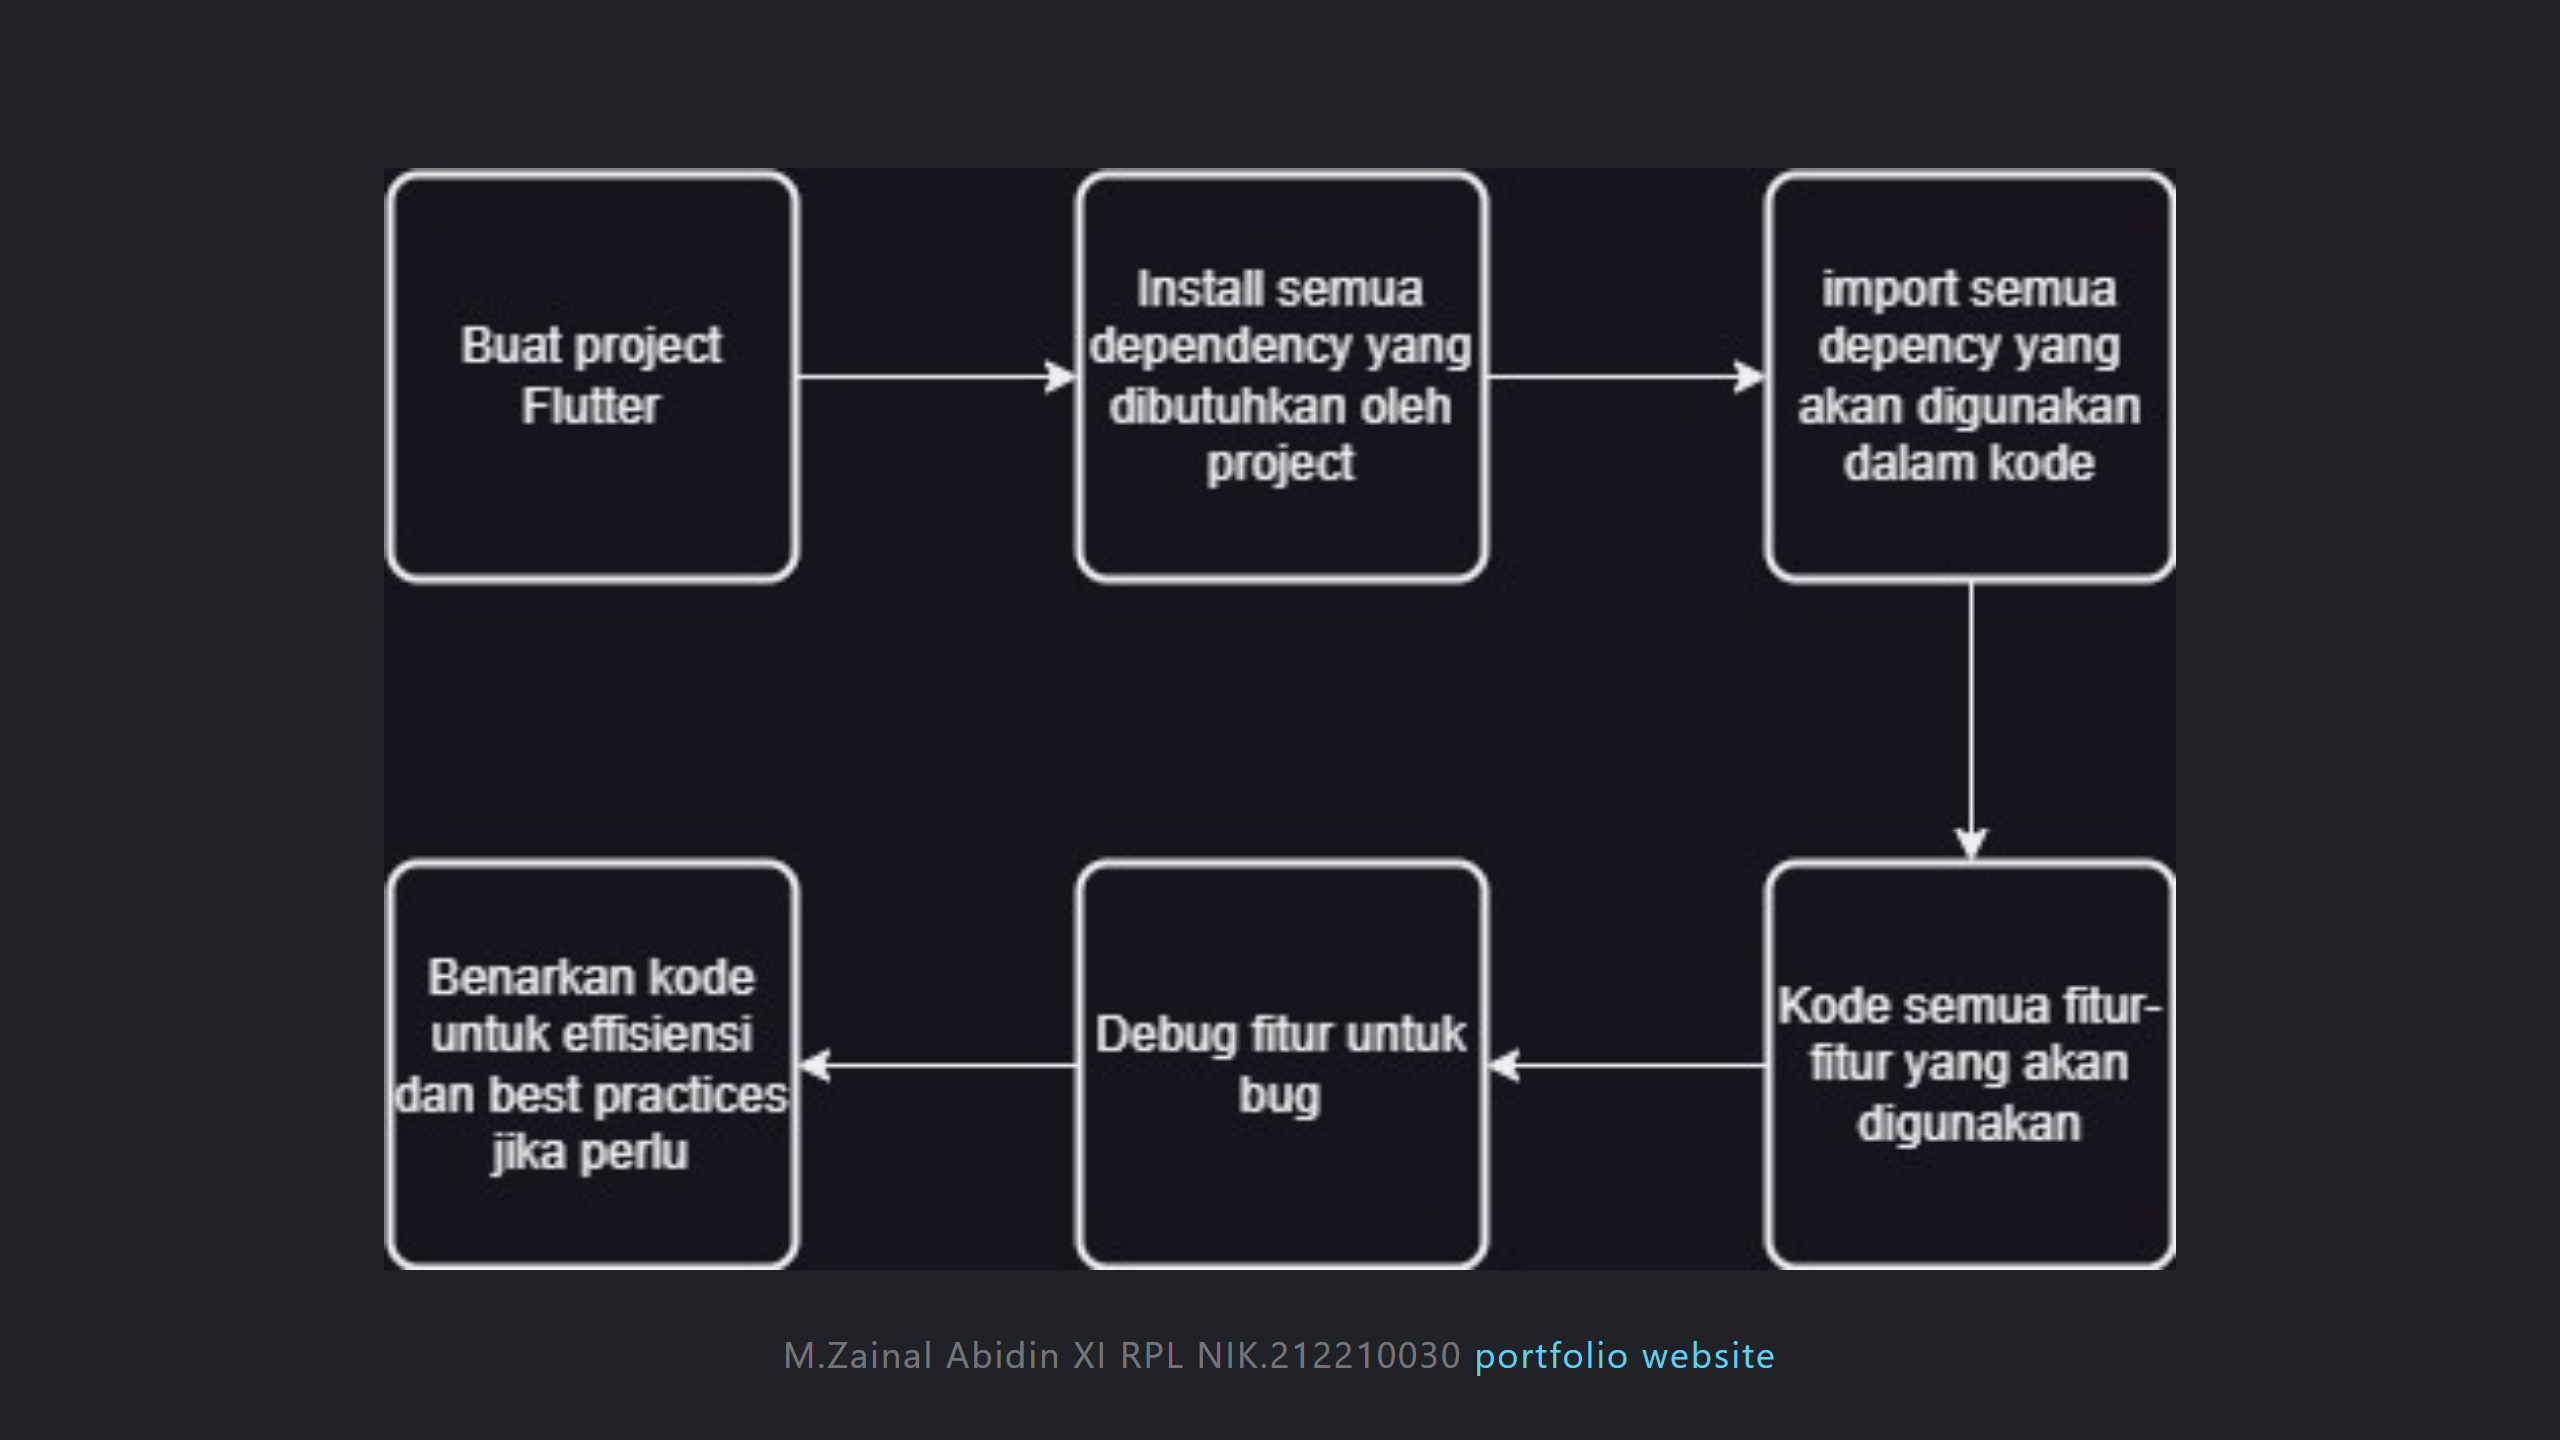 Buat project
Flutter
Install semua
dependency yang
dibutuhkan oleh
project
import semua
depency yang
akan digunakan
dalam kode
Kode semua fitur-
fitur yang akan
digunakan
Debug fitur untuk
bug
Benarkan kode
untuk effisiensi
dan best practices
jika perlu
M.Zainal Abidin XI RPL NIK.212210030 portfolio website